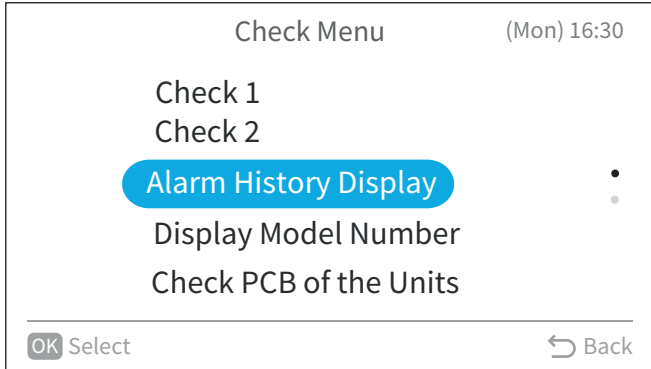 Check Menu (Mon) 16:30
Check 1
Check 2
Alarm History Display
Display Model Number
Check PCB of the Units
OK Select Back